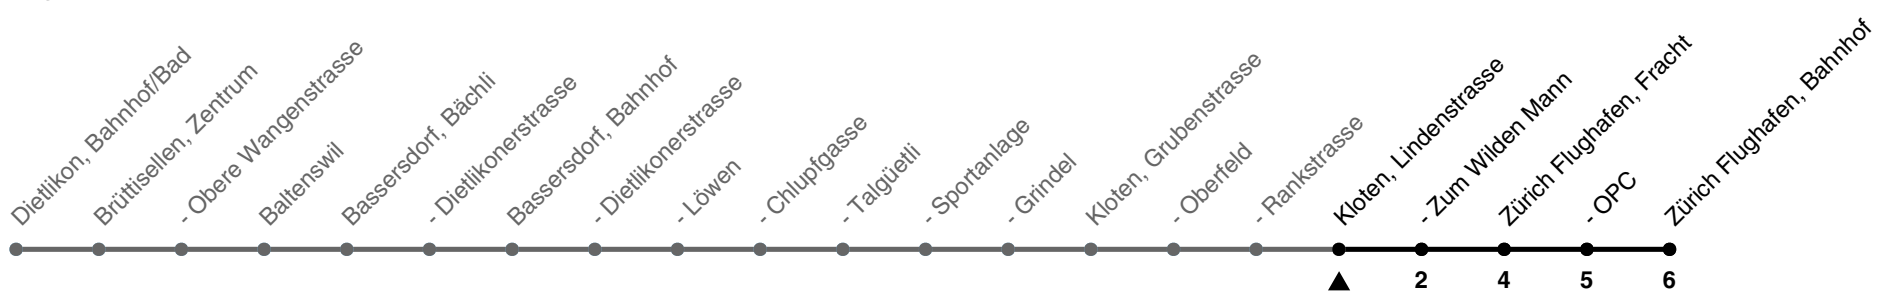 Dietlikon, Bahnhof/Bad
Brüttisellen, Zentrum
- Obere Wangenstrasse
Baltenswil
Bassersdorf, Bächli
- Dietlikonerstrasse
Bassersdorf, Bahnhof
- Dietlikonerstrasse
- Löwen
- Chlupfgasse
- Talgüetli
- Sportanlage
- Grindel
Kloten, Grubenstrasse
- Oberfeld
- Rankstrasse
Kloten, Lindenstrasse
- Zum Wilden Mann
Zürich Flughafen, Fracht
- OPC
Zürich Flughafen, Bahnhof
2 4 5 6